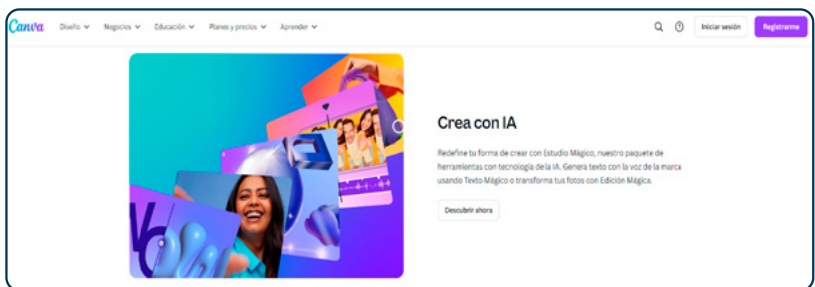 Canva Diseño Negocios Educación Planes y precios Aprender Iniciar sesión Registrarme
Crea con IA
Redefine tu forma de crear con Estudio Mágico, nuestro paquete de
herramientas con tecnología de la IA. Genera texto con la voz de la marca
usando Texto Mágico o transforma tus fotos con Edición Mágica.
Descubrir ahora